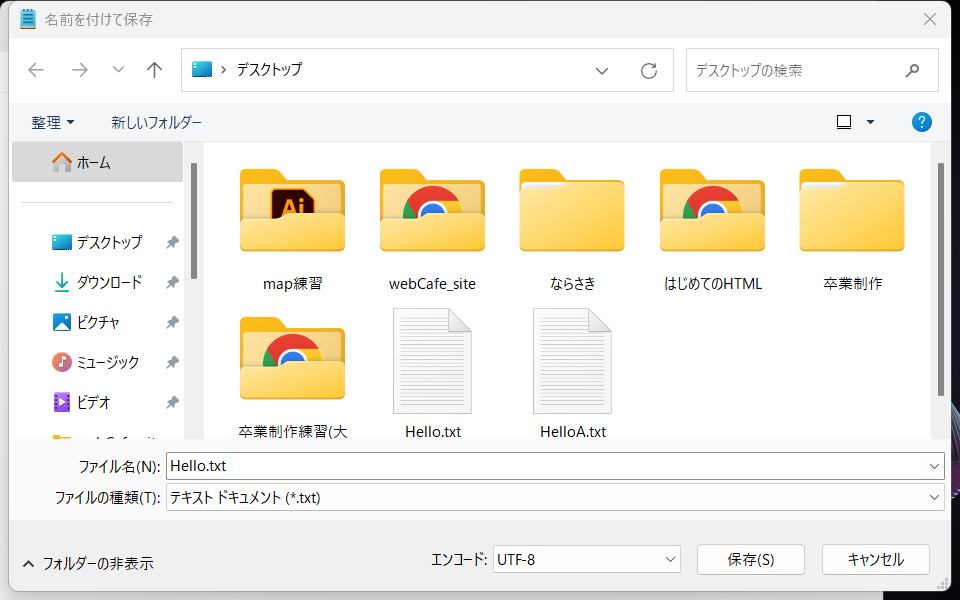 名前を付けて保存
デスクトップ
デスクトップの検索
整理
新しいフォルダー
?
ホーム
デスクトップ
ダウンロード
ピクチャ
ミュージック
ビデオ
Ai
map練習
webCafe_site
ならさき
はじめてのHTML
卒業制作
卒業制作練習(大
Hello.txt
HelloA.txt
ファイル名(N): Hello.txt
ファイルの種類(T): テキスト ドキュメント (*.txt)
フォルダーの非表示
エンコード: UTF-8
保存(S)
キャンセル